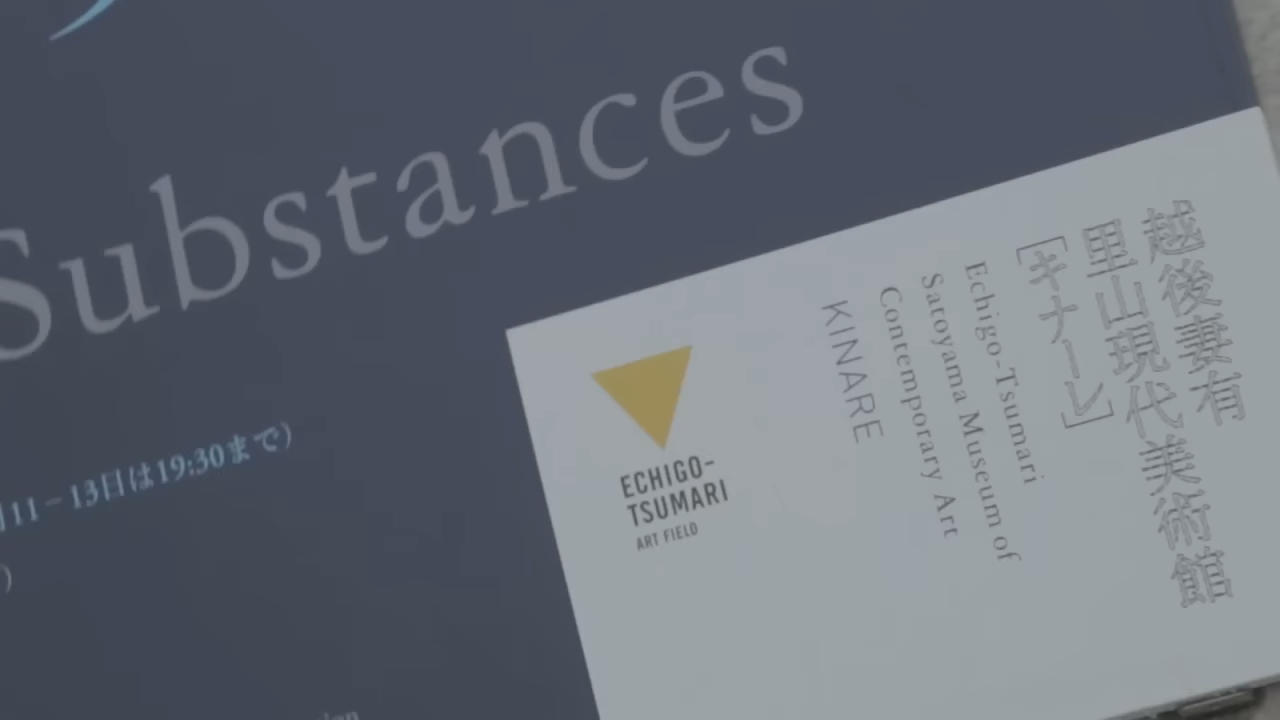 Substances
11－13日は19:30まで）
）
越後妻有
里山現代美術館
［キナーレ］
Echigo-Tsumari
Satoyama Museum of
Contemporary Art
KINARE
ECHIGO-
TSUMARI
ART FIELD